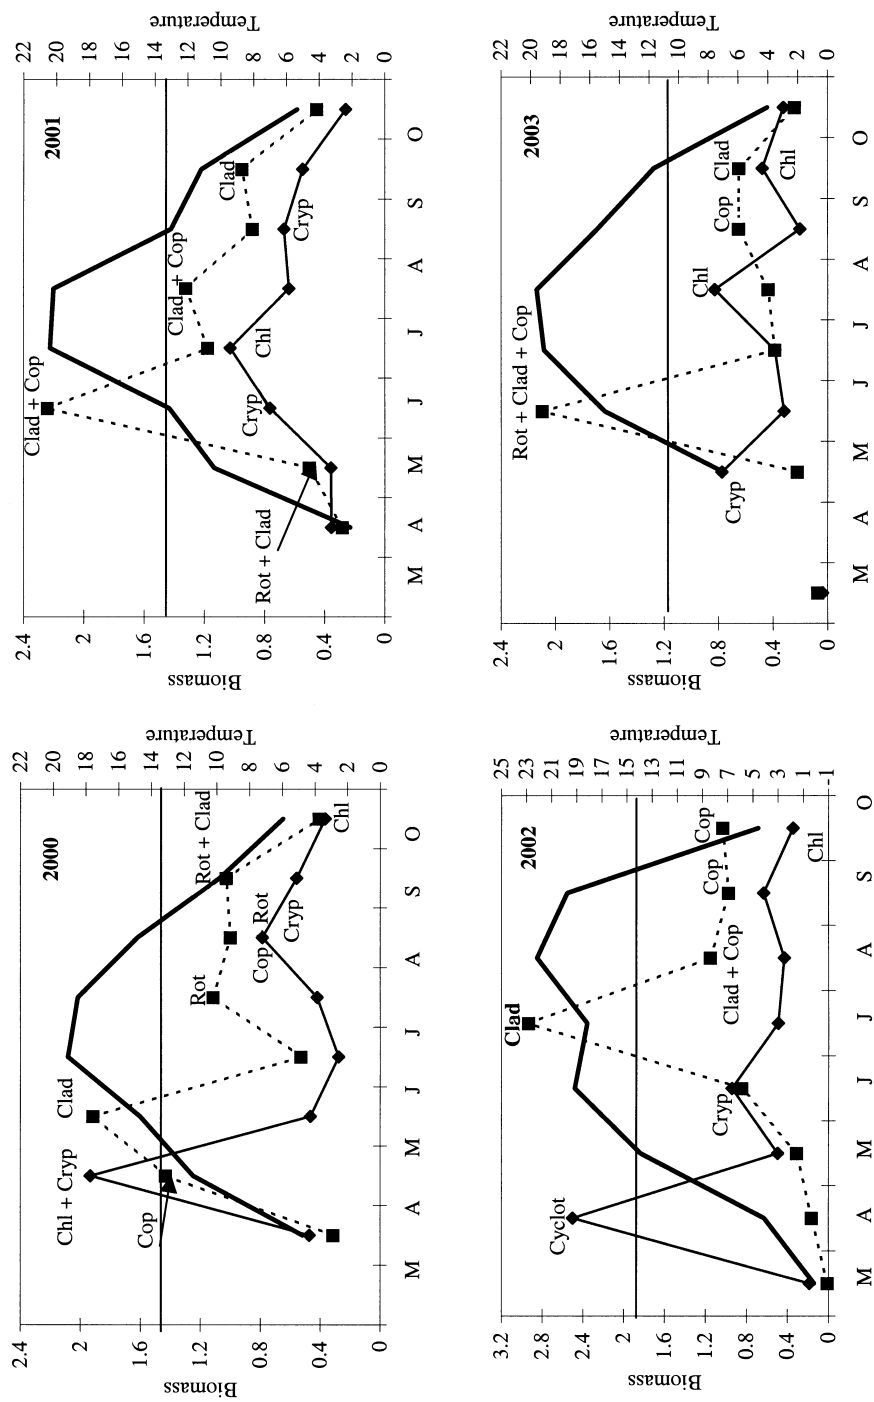 2000
Biomass
2.4
2
1.6
1.2
0.8
0.4
0
Temperature
22
20
18
16
14
12
10
8
6
4
2
0
M A M J J A S O
Chl + Cryp
Clad
Cop
Rot
Rot + Clad
Cop
Rot
Cryp
Chl
2001
Biomass
2.4
2
1.6
1.2
0.8
0.4
0
Temperature
22
20
18
16
14
12
10
8
6
4
2
0
M A M J J A S O
Clad + Cop
Clad + Cop
Clad
Rot + Clad
Cryp
Chl
Cryp
2002
Biomass
3.2
2.8
2.4
2
1.6
1.2
0.8
0.4
0
Temperature
25
23
21
19
17
15
13
11
9
7
5
3
1
-1
M A M J J A S O
Cyclot
Clad
Cryp
Clad + Cop
Cop
Cop
Chl
2003
Biomass
2.4
2
1.6
1.2
0.8
0.4
0
Temperature
22
20
18
16
14
12
10
8
6
4
2
0
M A M J J A S O
Rot + Clad + Cop
Cryp
Chl
Cop
Clad
Chl